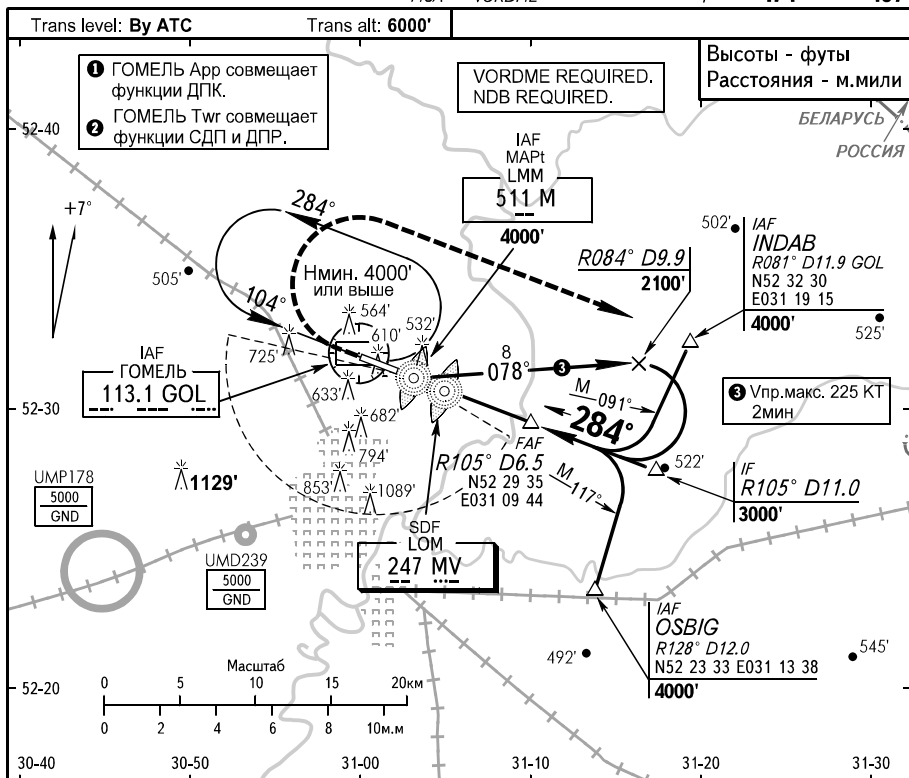 Trans level: By ATC
Trans alt: 6000'
Высоты - футы
Расстояния - м.мили
❶ ГОМЕЛЬ App совмещает
функции ДПК.
❷ ГОМЕЛЬ Twr совмещает
функции СДП и ДПР.
VORDME REQUIRED.
NDB REQUIRED.
БЕЛАРУСЬ
РОССИЯ
52-40
IAF
MAPt
LMM
511 M
4000'
+7°
284°
104°
Нмин. 4000'
или выше
505'
502'
R084° D9.9
2100'
IAF
INDAB
R081° D11.9 GOL
N52 32 30
E031 19 15
4000'
525'
564'
610'
532'
725'
633'
682'
794'
853'
1089'
1129'
IAF
ГОМЕЛЬ
113.1 GOL
8
078°
❸
M
091°
284°
❸ Vпр.макс. 225 КТ
2мин
52-30
FAF
R105° D6.5
N52 29 35
E031 09 44
M
117°
522'
IF
R105° D11.0
3000'
UMP178
5000
GND
UMD239
5000
GND
SDF
LOM
247 MV
IAF
OSBIG
R128° D12.0
N52 23 33 E031 13 38
4000'
492'
545'
52-20
Масштаб
0 5 10 15 20км
0 2 4 6 8 10м.м
30-40 30-50 31-00 31-10 31-20 31-30